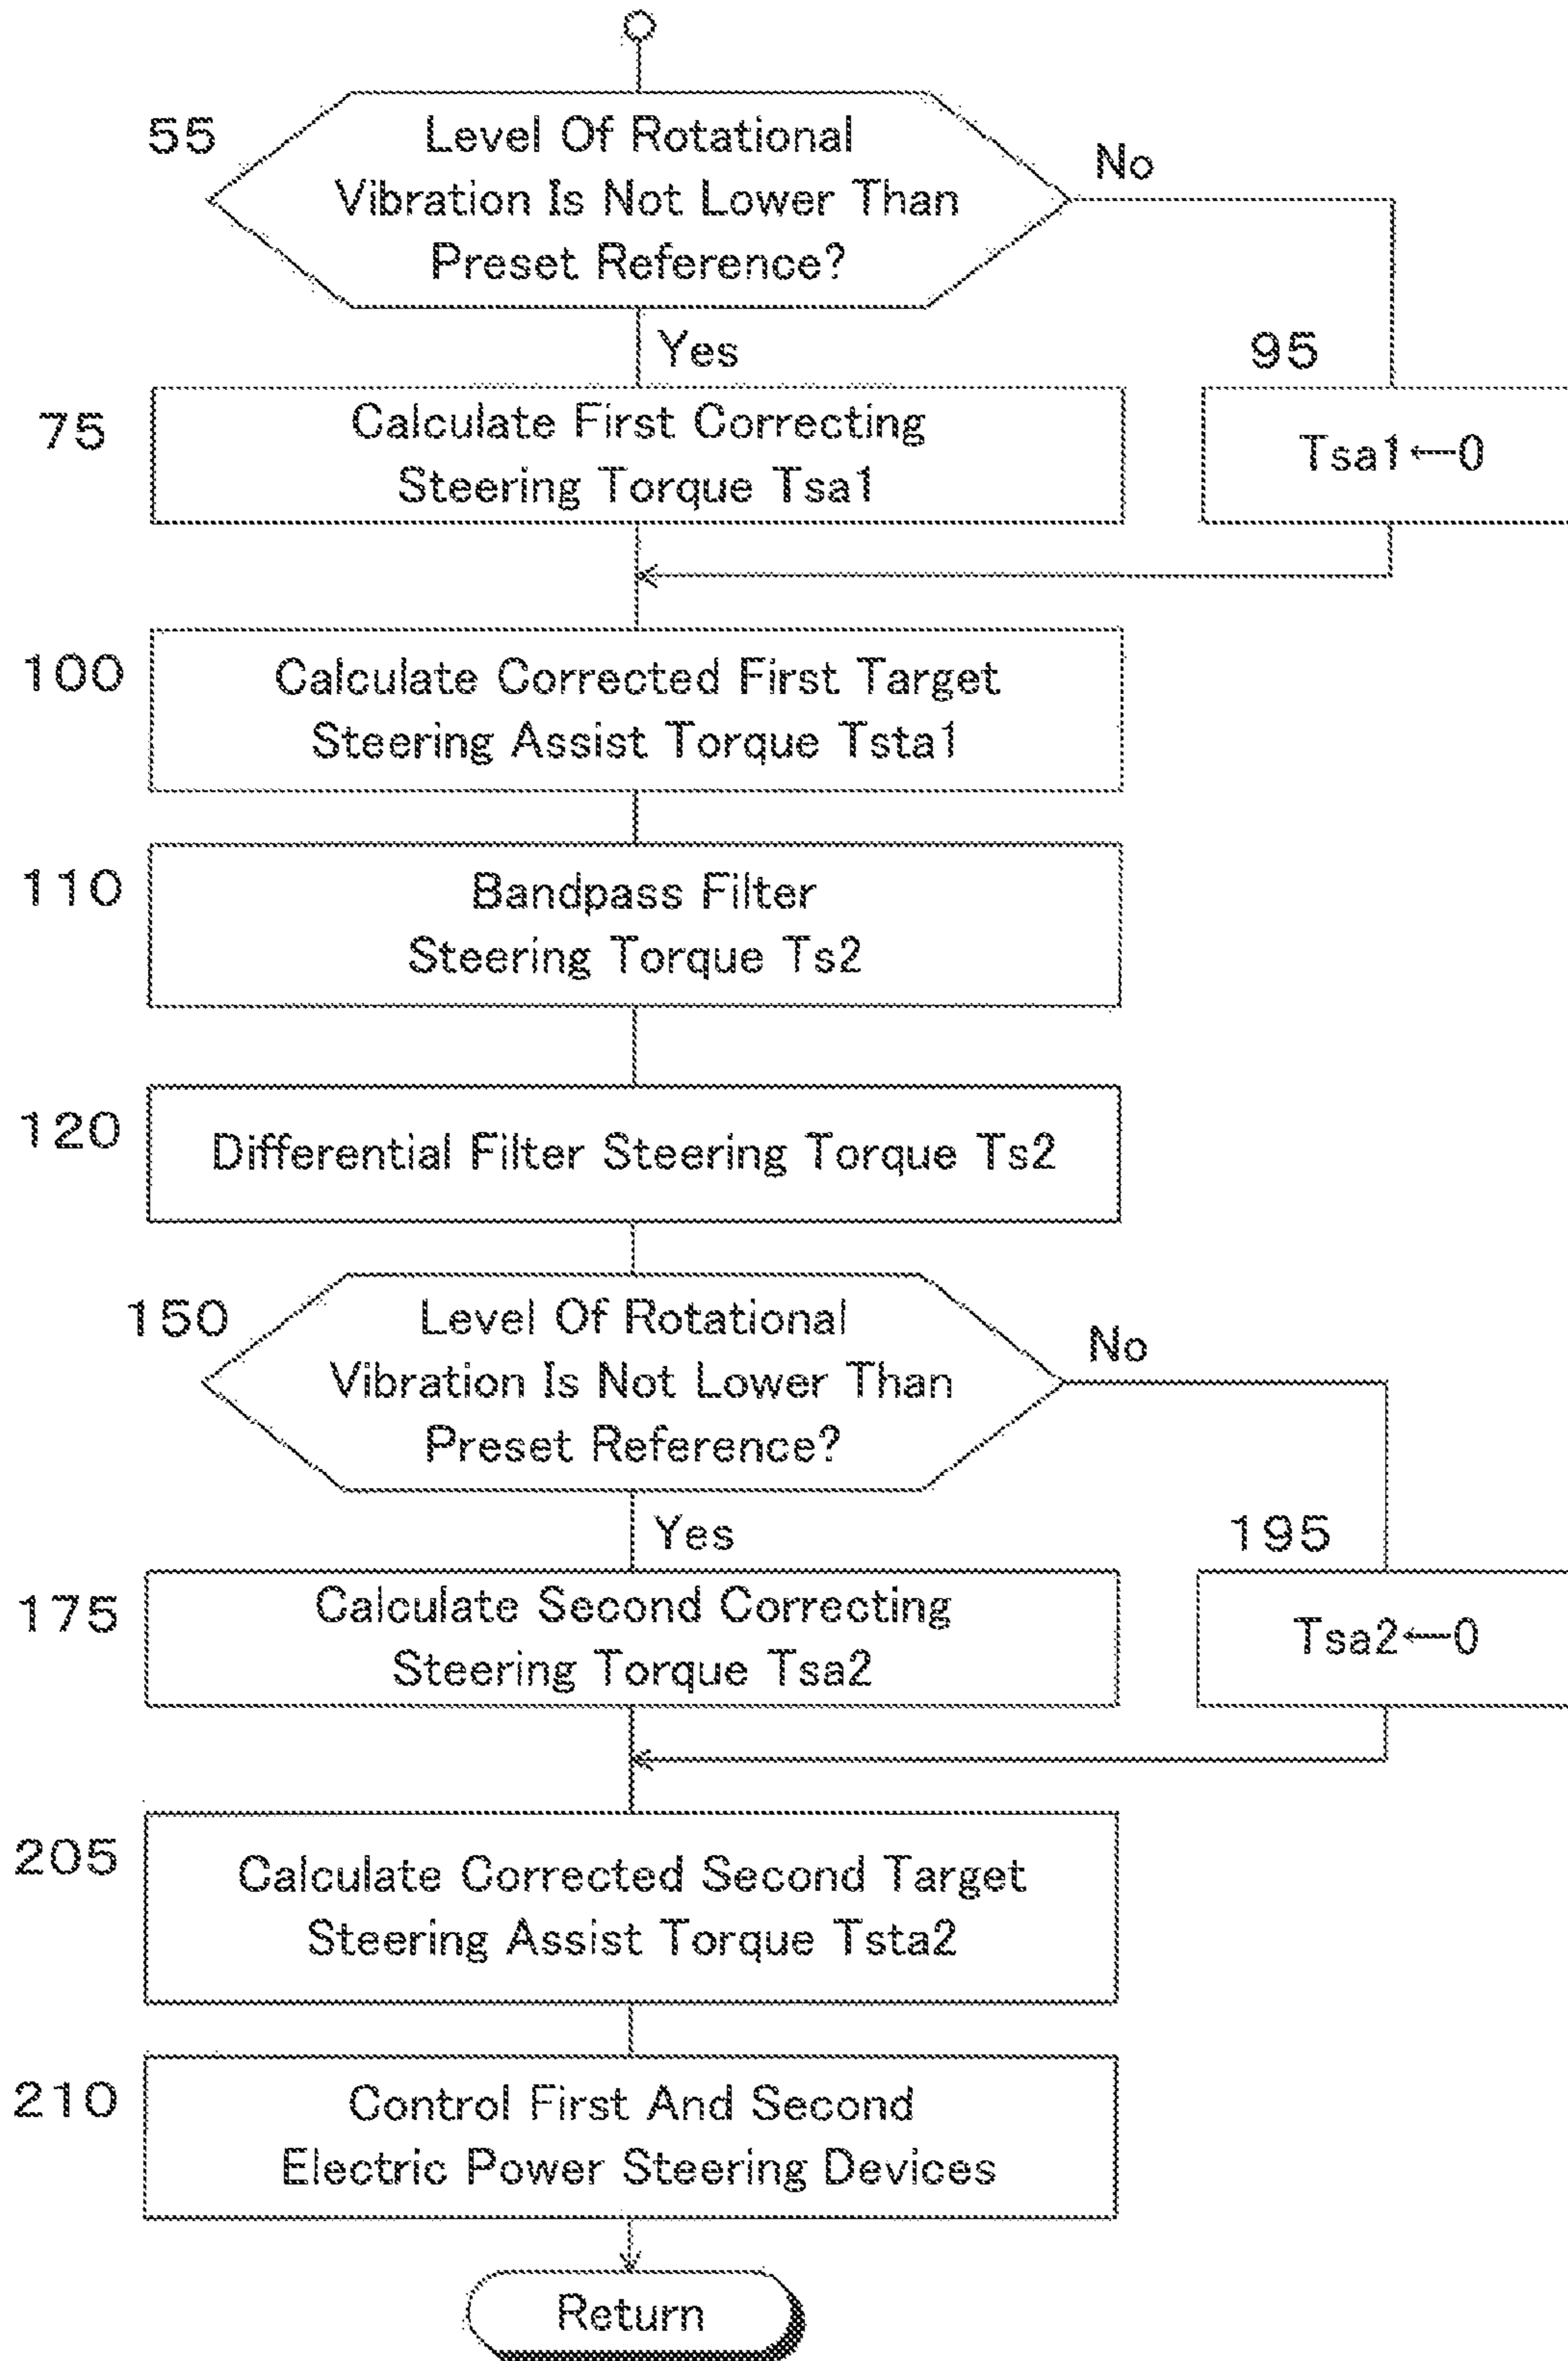 55
Level Of Rotational
Vibration Is Not Lower Than
Preset Reference?
No
Yes
95
75
Calculate First Correcting
Steering Torque Tsa1
Tsa1←0
100
Calculate Corrected First Target
Steering Assist Torque Tsta1
110
Bandpass Filter
Steering Torque Ts2
120
Differential Filter Steering Torque Ts2
150
Level Of Rotational
Vibration Is Not Lower Than
Preset Reference?
No
Yes
195
175
Calculate Second Correcting
Steering Torque Tsa2
Tsa2←0
205
Calculate Corrected Second Target
Steering Assist Torque Tsta2
210
Control First And Second
Electric Power Steering Devices
Return